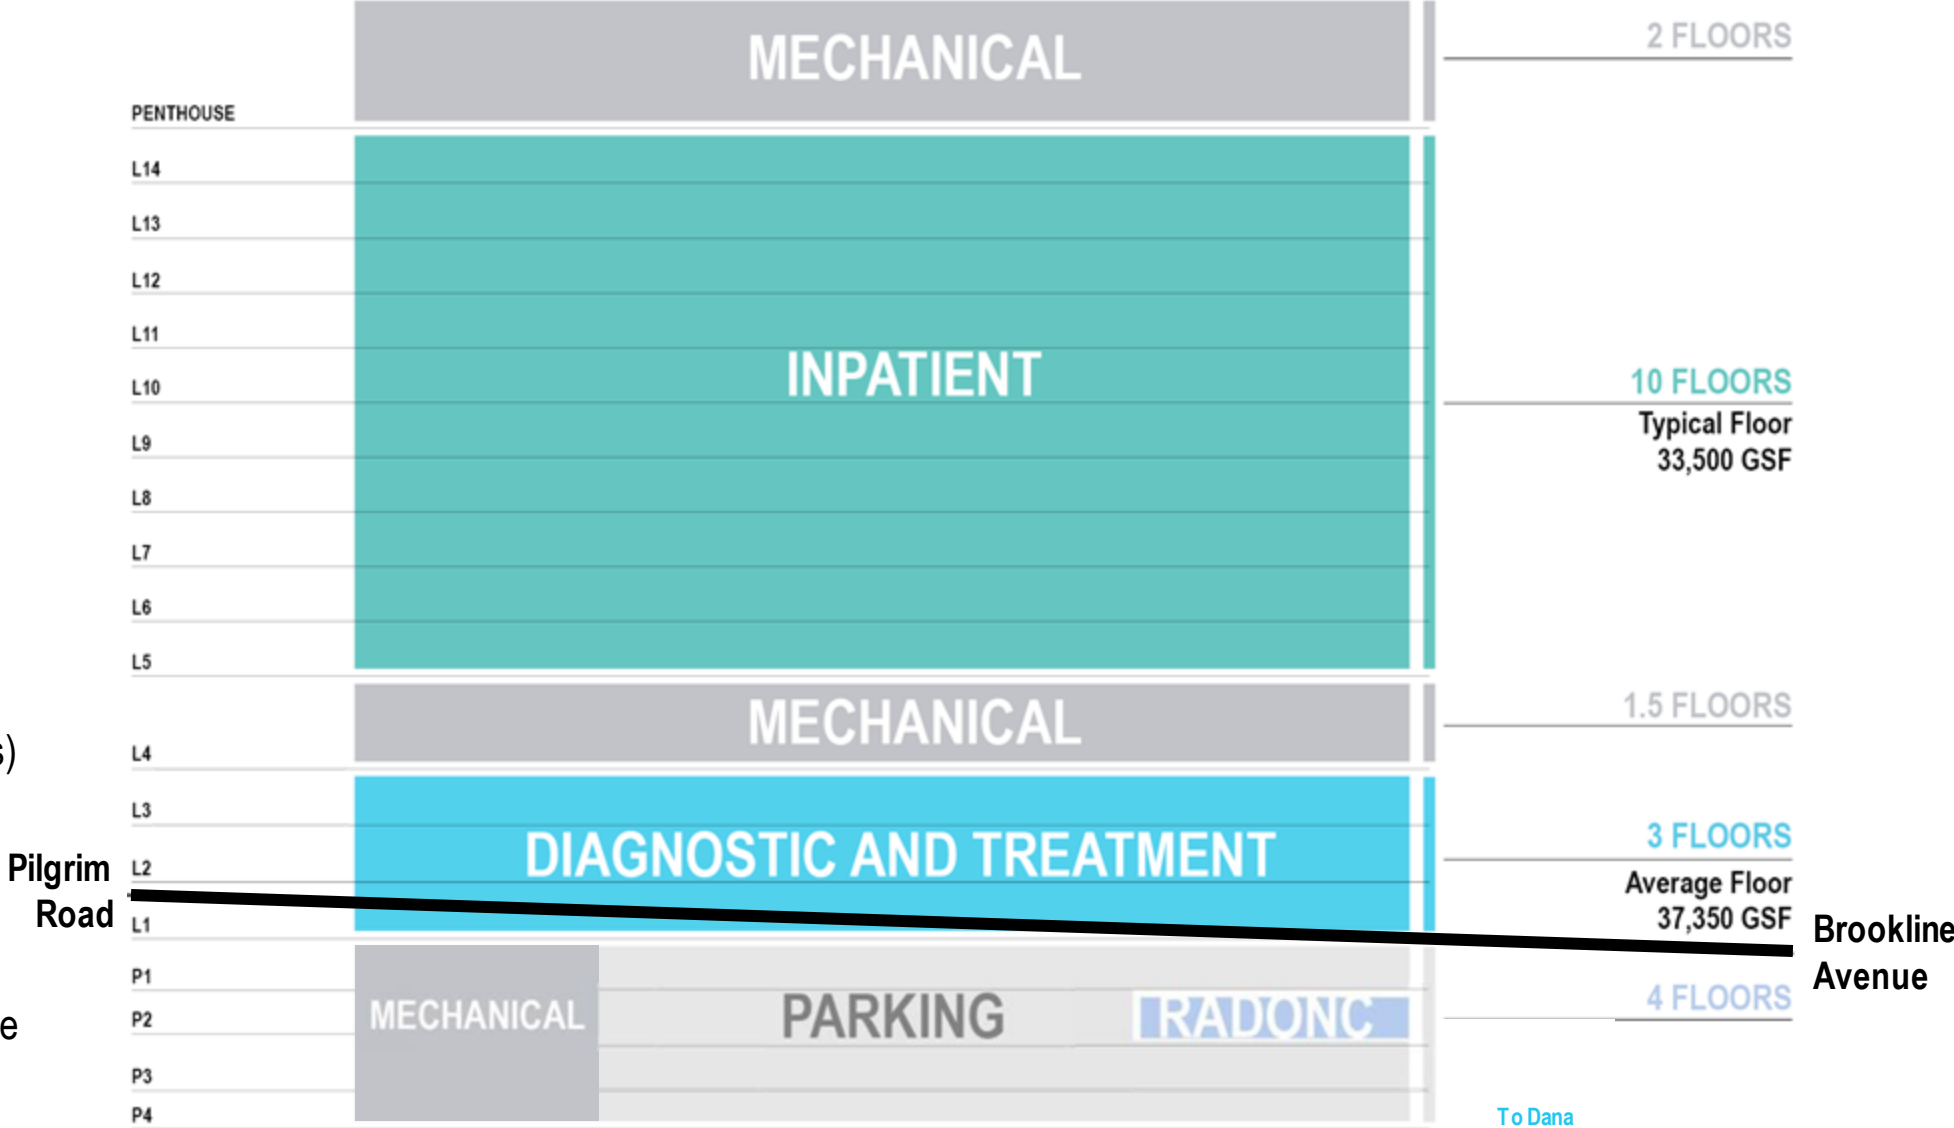 MECHANICAL
2 FLOORS
PENTHOUSE
L14
L13
L12
L11
INPATIENT
L10
10 FLOORS
Typical Floor
33,500 GSF
L9
L8
L7
L6
L5
MECHANICAL
1.5 FLOORS
s)
L4
L3
DIAGNOSTIC AND TREATMENT
3 FLOORS
Average Floor
37,350 GSF
Pilgrim
Road
L2
L1
Brookline
Avenue
P1
MECHANICAL
PARKING
RADONC
4 FLOORS
e
P2
P3
P4
To Dana